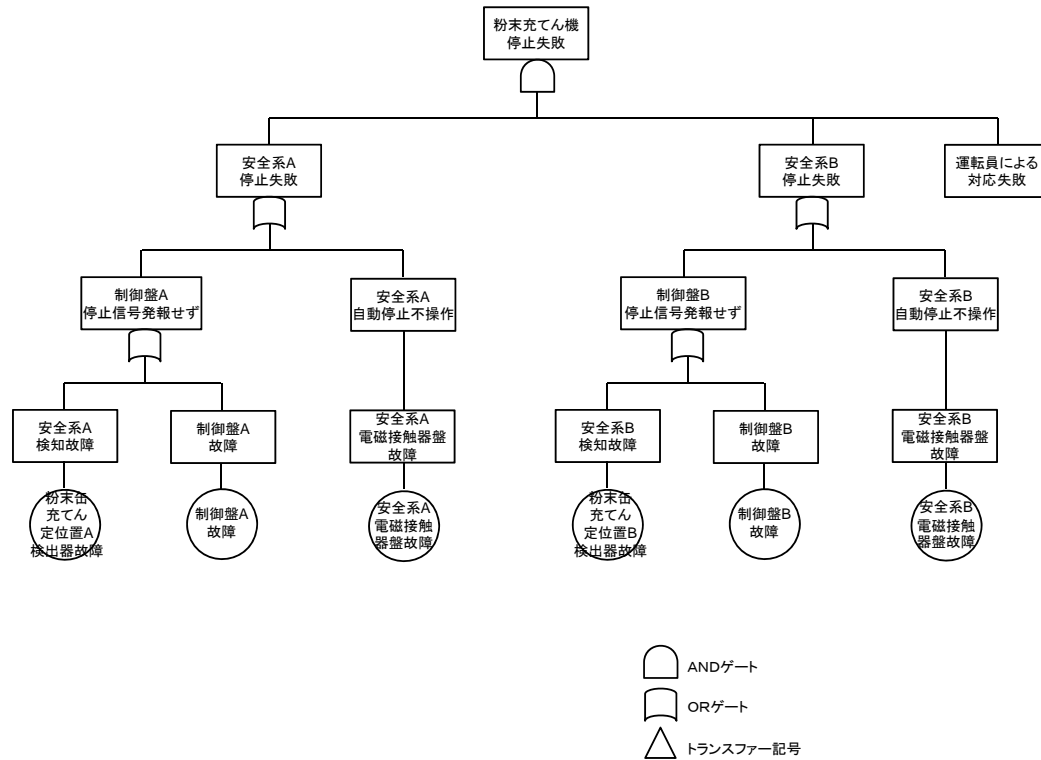 粉末充てん機
停止失敗
安全系A
停止失敗
安全系B
停止失敗
運転員による
対応失敗
制御盤A
停止信号発報せず
安全系A
自動停止不操作
制御盤B
停止信号発報せず
安全系B
自動停止不操作
安全系A
検知故障
制御盤A
故障
安全系A
電磁接触器盤
故障
安全系B
検知故障
制御盤B
故障
安全系B
電磁接触器盤
故障
粉末缶
充てん
定位置A
検出器故障
制御盤A
故障
安全系A
電磁接触
器盤故障
粉末缶
充てん
定位置B
検出器故障
制御盤B
故障
安全系B
電磁接触
器盤故障
ANDゲート
ORゲート
トランスファー記号